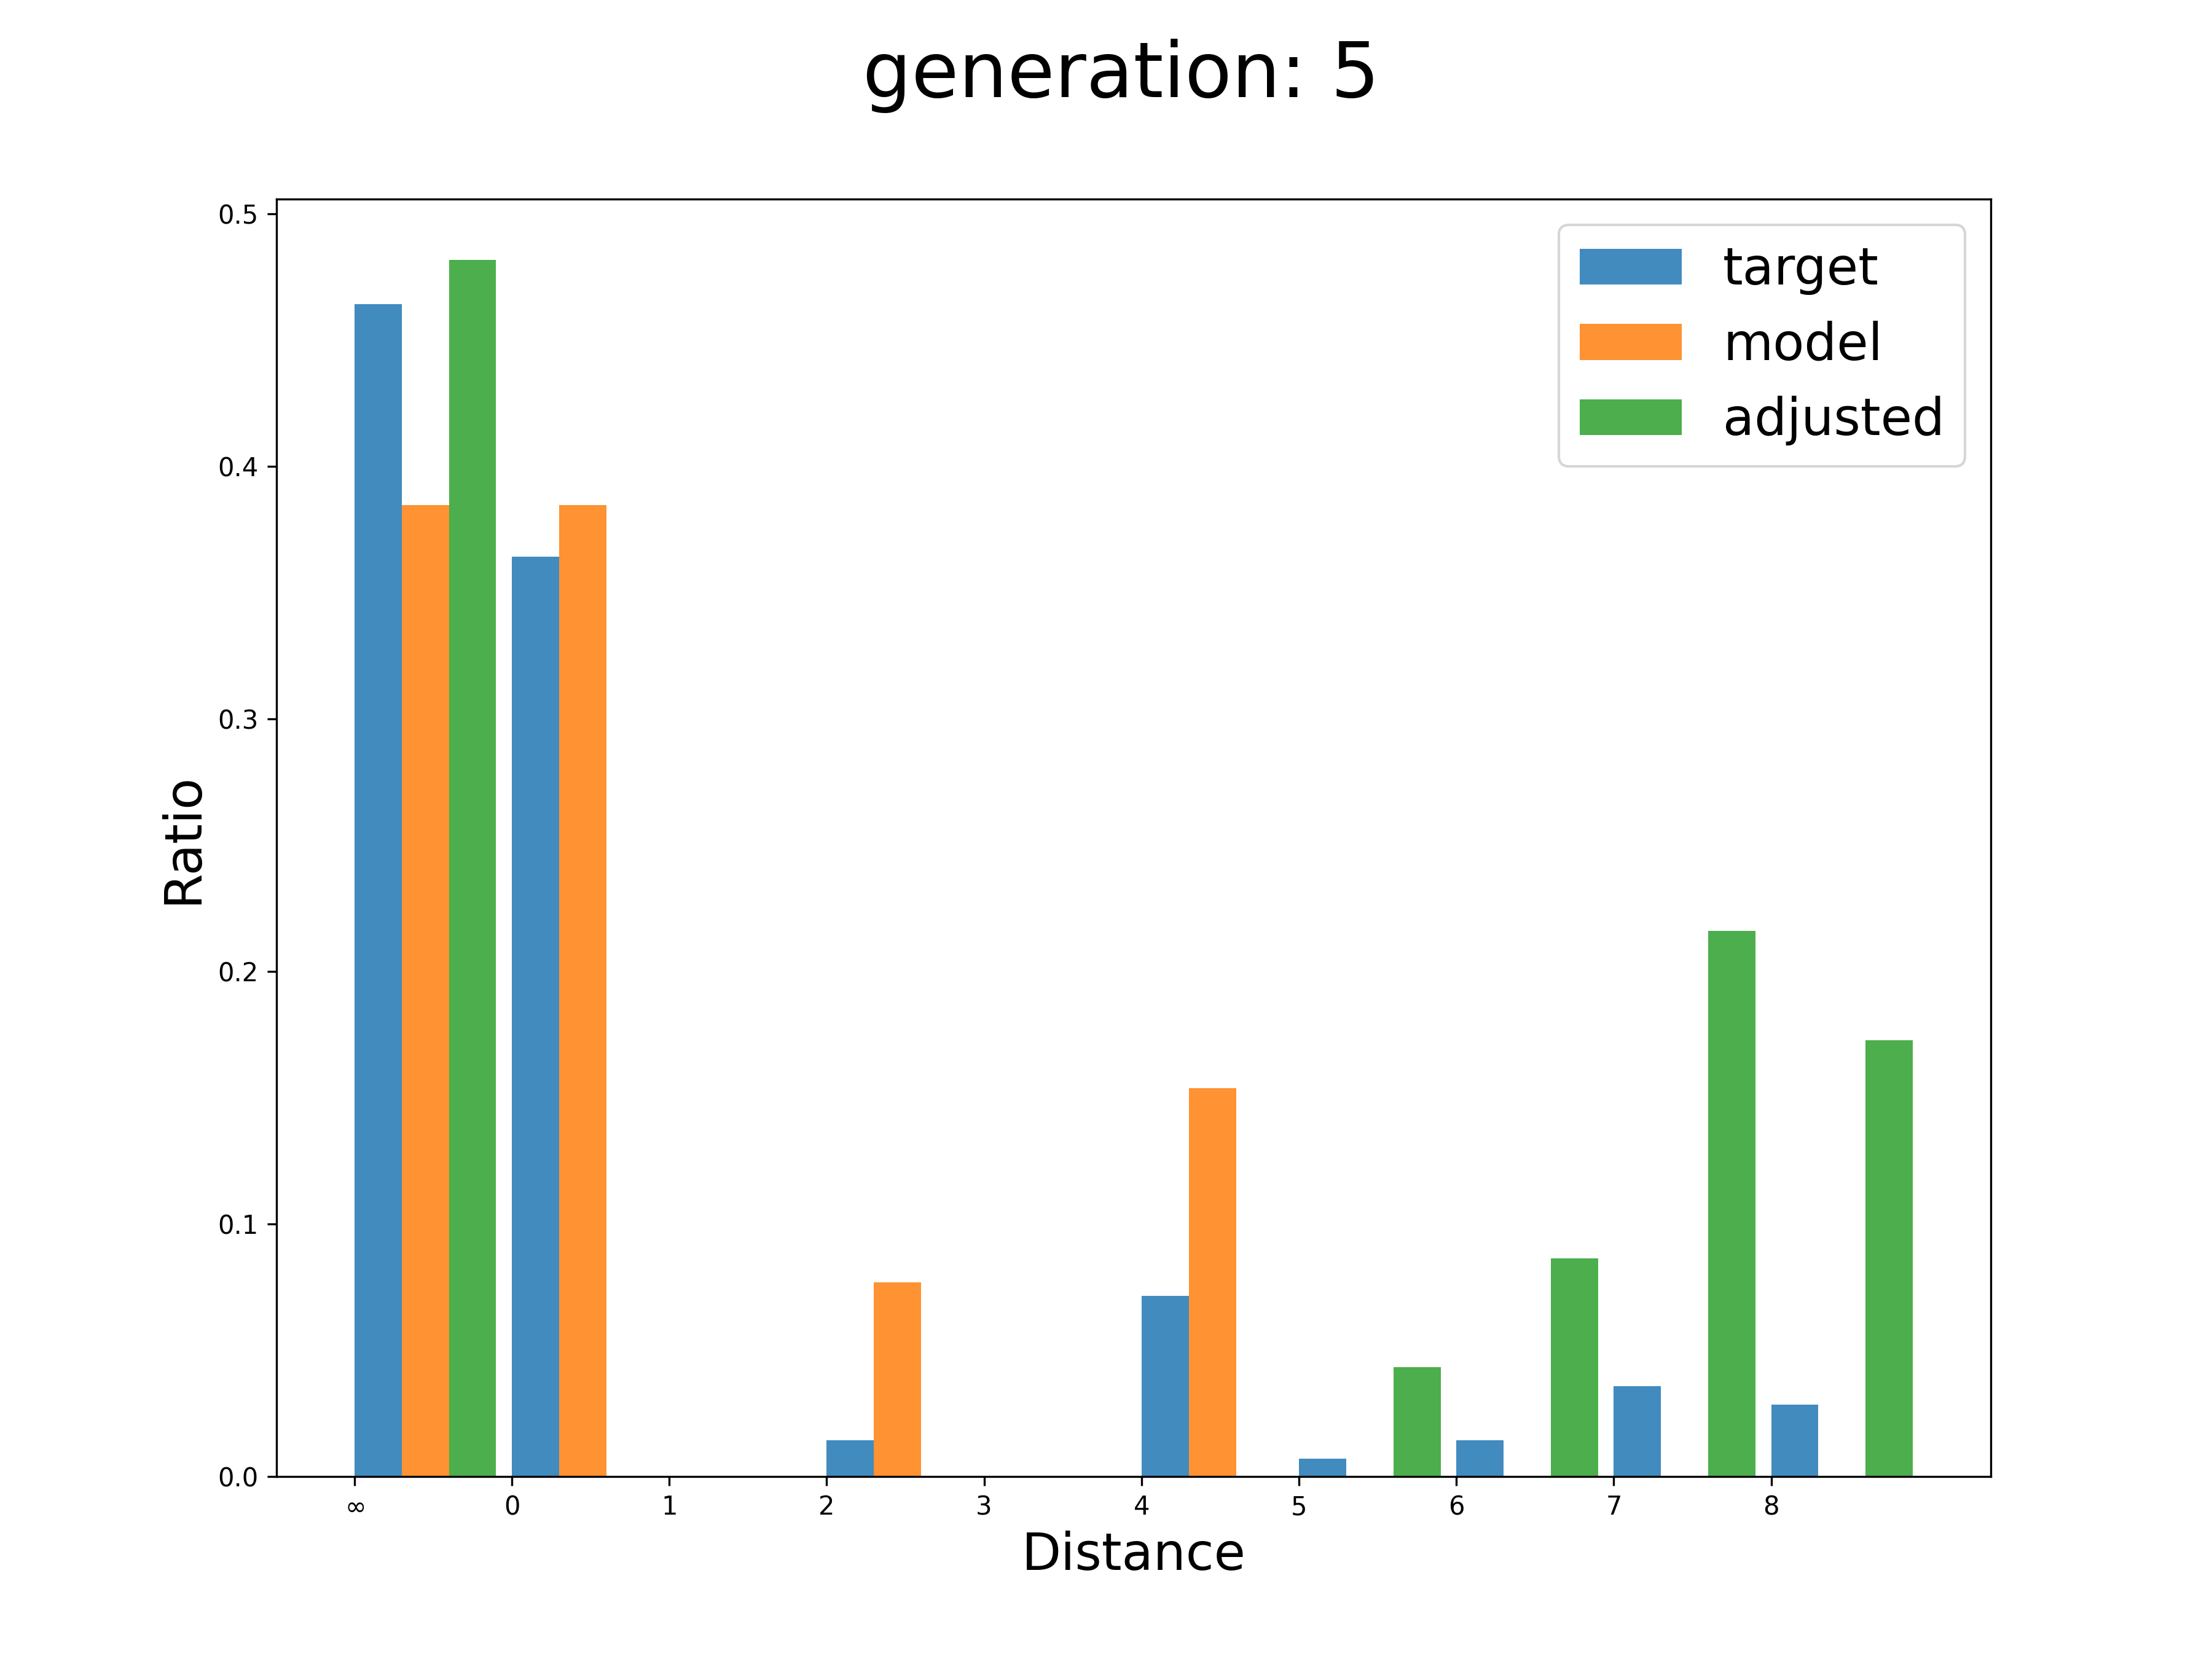 generation: 5
0.5
0.4
0.3
0.2
0.1
0.0
Ratio
target
model
adjusted
∞ 0 1 2 3 4 5 6 7 8
Distance